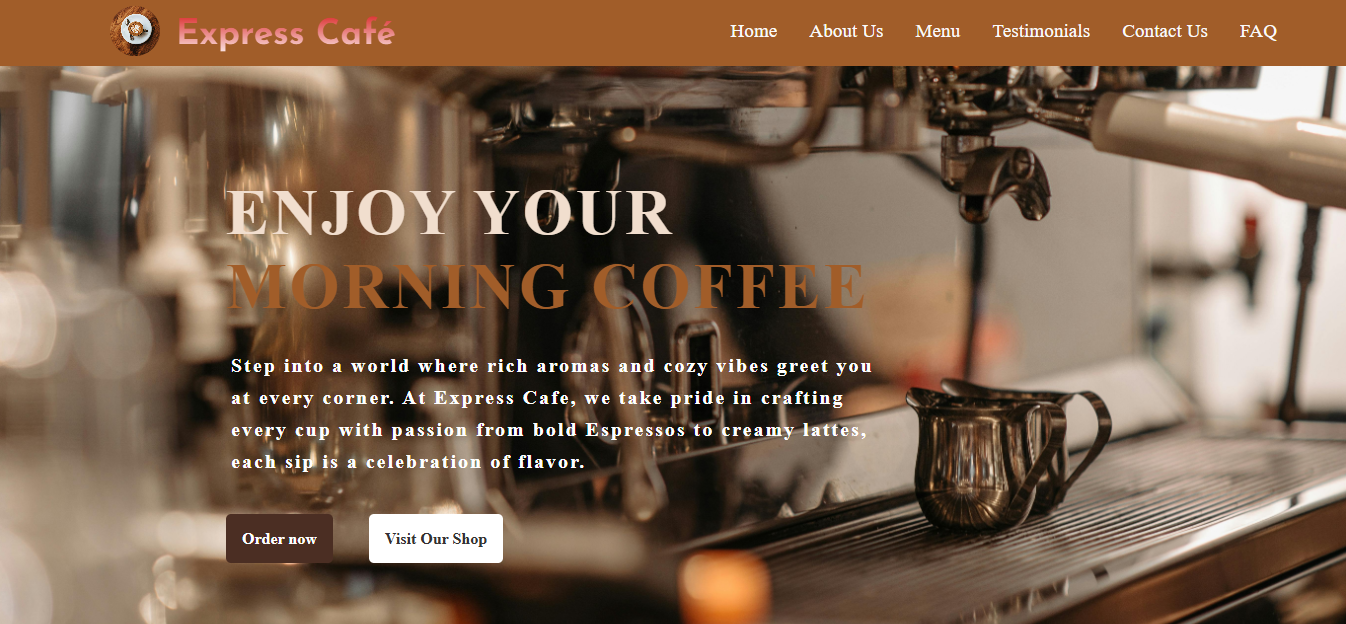 Express Café
Home About Us Menu Testimonials Contact Us FAQ
ENJOY YOUR
MORNING COFFEE
Step into a world where rich aromas and cozy vibes greet you
at every corner. At Express Cafe, we take pride in crafting
every cup with passion from bold Espressos to creamy lattes,
each sip is a celebration of flavor.
Order now Visit Our Shop